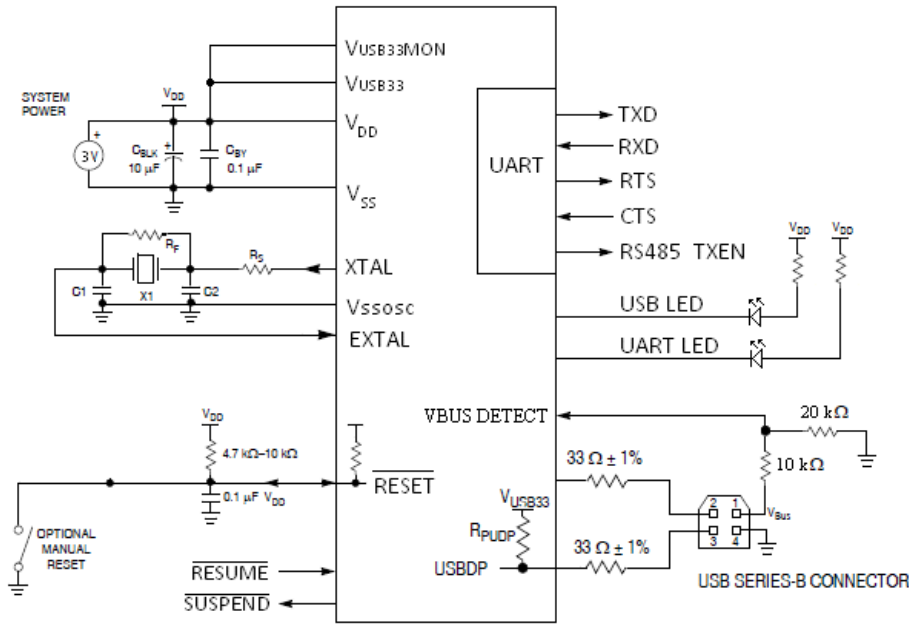 VUSB33MON
VUSB33
SYSTEM
POWER
VDD
VDD
+
3V
CBLK
10 µF
+
CBY
0.1 µF
VSS
UART
TXD
RXD
RTS
CTS
RS485 TXEN
VDD
VDD
RF
RS
XTAL
C1
X1
C2
Vssosc
EXTAL
USB LED
UART LED
VBUS DETECT
20 kΩ
10 kΩ
VDD
4.7 kΩ–10 kΩ
RESET
0.1 µF
VDD
OPTIONAL
MANUAL
RESET
33 Ω ± 1%
VUSB33
RPUDP
USBDP
33 Ω ± 1%
2 1
3 4
VBus
USB SERIES-B CONNECTOR
RESUME
SUSPEND